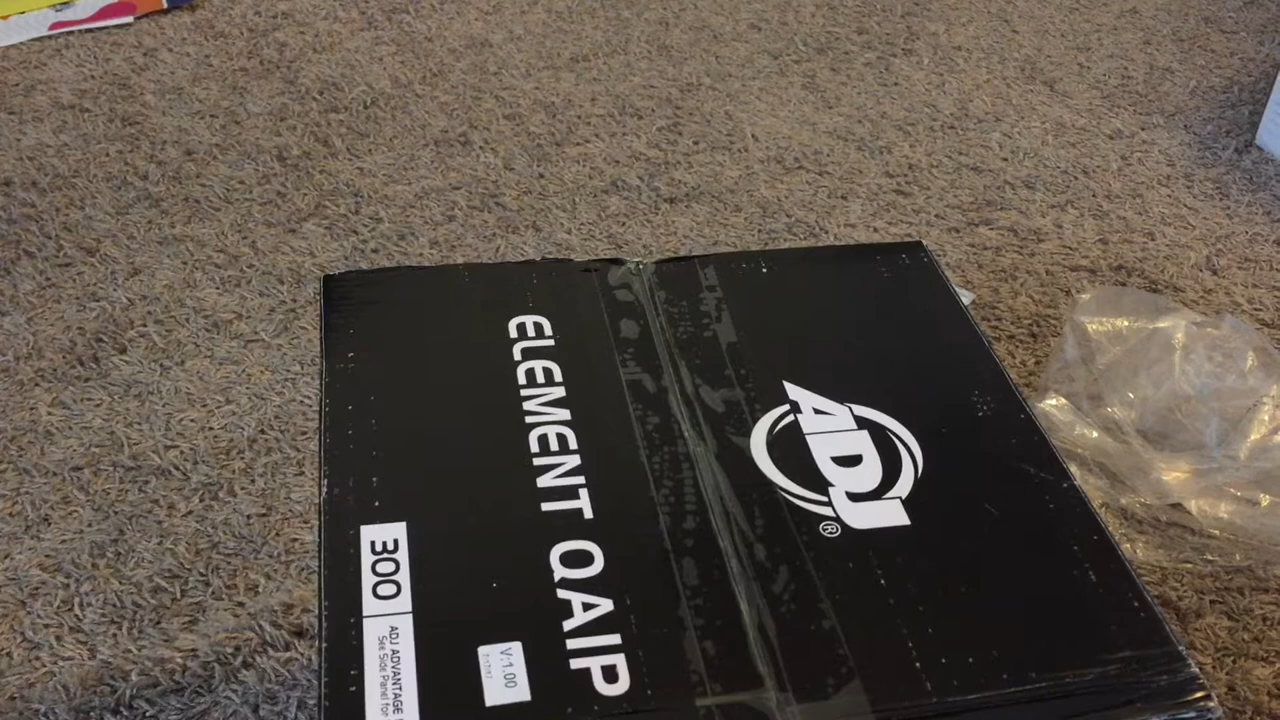 ADJ
®
ELEMENT QAIP
V:1.00
300
ADJ ADVANTAGE
See Side Panel for